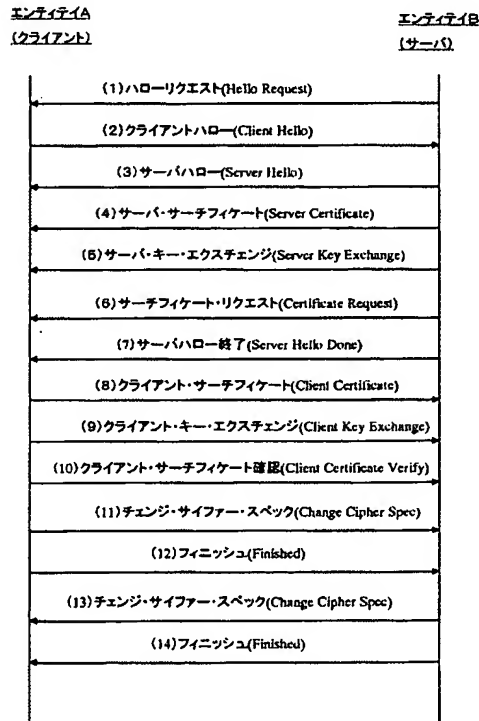 エンティテイA
(クライアント)
エンティテイB
(サーバ)
(1)ハローリクエスト(Hello Request)
(2)クライアントハロー(Client Hello)
(3)サーバハロー(Server Hello)
(4)サーバ・サーチフィケート(Server Certificate)
(5)サーバ・キー・エクスチェンジ(Server Key Exchange)
(6)サーチフィケート・リクエスト(Certificate Request)
(7)サーバハロー終了(Server Hello Done)
(8)クライアント・サーチフィケート(Client Certificate)
(9)クライアント・キー・エクスチェンジ(Client Key Exchange)
(10)クライアント・サーチフィケート確認(Client Certificate Verify)
(11)チェンジ・サイファー・スペック(Change Cipher Spec)
(12)フィニッシュ(Finished)
(13)チェンジ・サイファー・スペック(Change Cipher Spec)
(14)フィニッシュ(Finished)